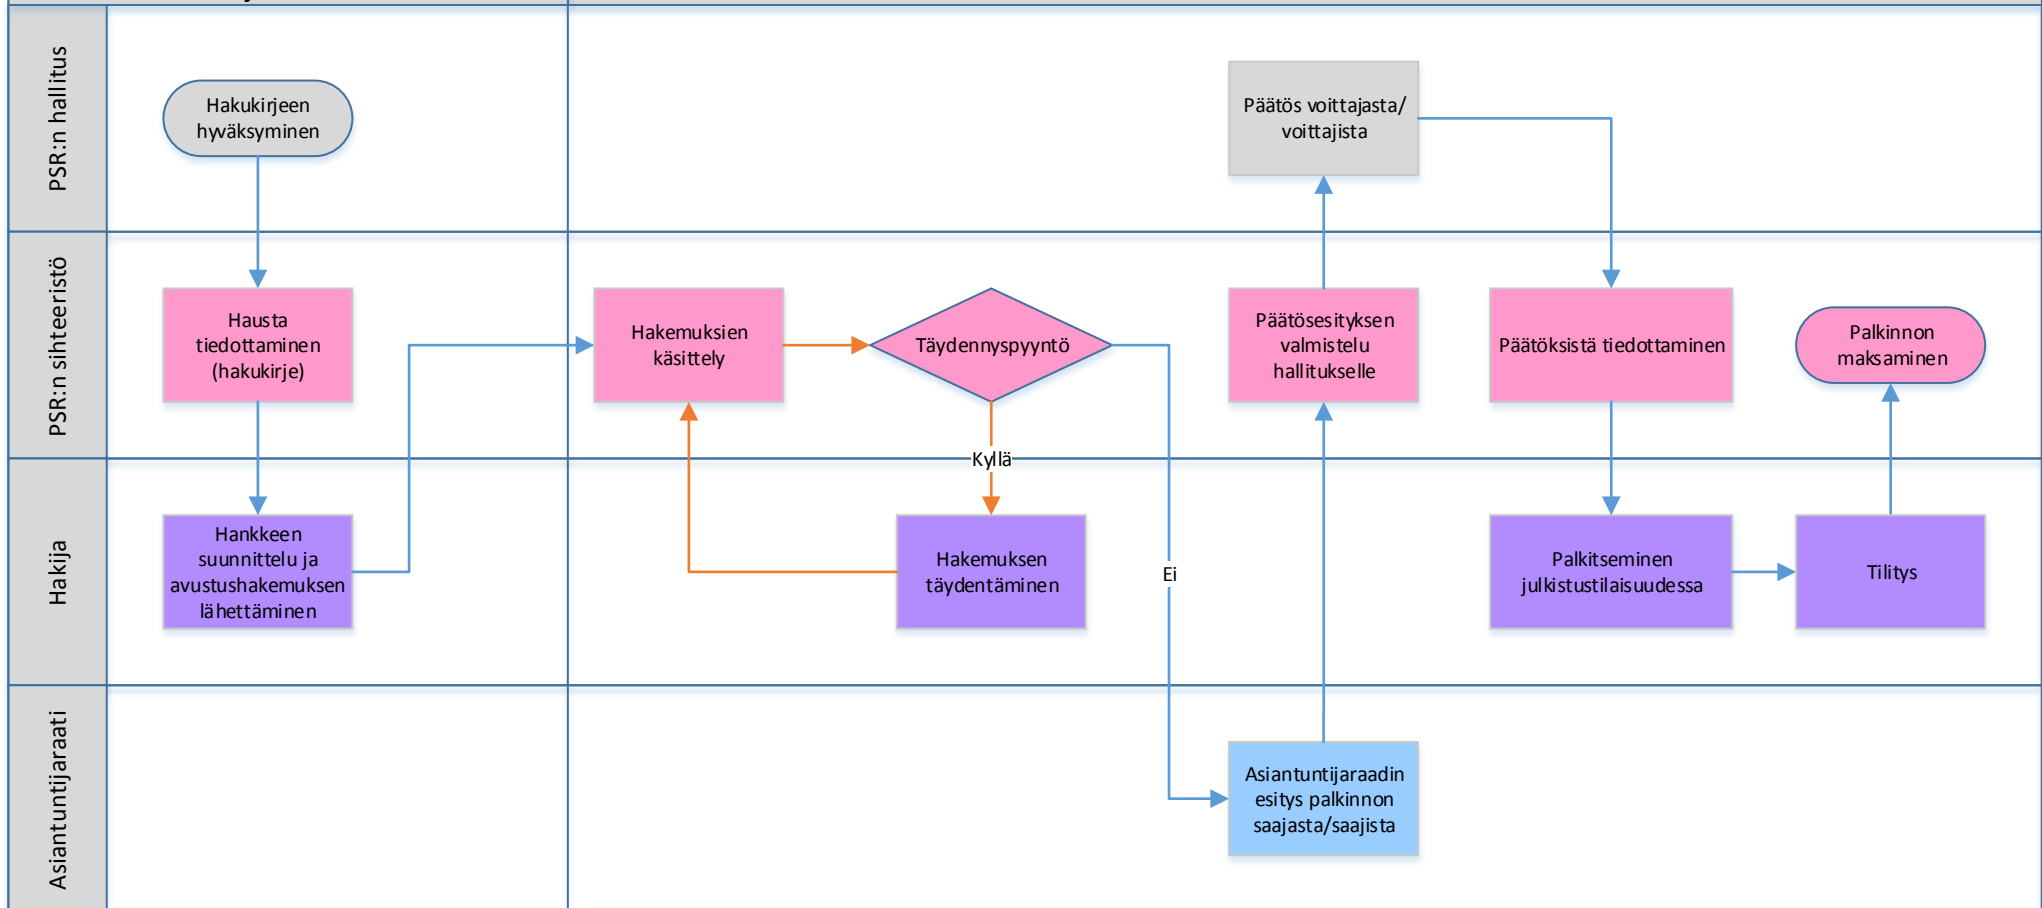 PSR:n hallitus
Hakukirjeen
hyväksyminen
Päätös voittajasta/
voittajista
PSR:n sihteeristö
Hausta
tiedottaminen
(hakukirje)
Hakemuksien
käsittely
Täydennyspyyntö
Päätösesityksen
valmistelu
hallitukselle
Päätöksistä tiedottaminen
Palkinnon
maksaminen
Kyllä
Hakija
Hankkeen
suunnittelu ja
avustushakemuksen
lähettäminen
Hakemuksen
täydentäminen
Ei
Palkitseminen
julkistustilaisuudessa
Tilitys
Asiantuntijaraati
Asiantuntijaraadin
esitys palkinnon
saajasta/saajista